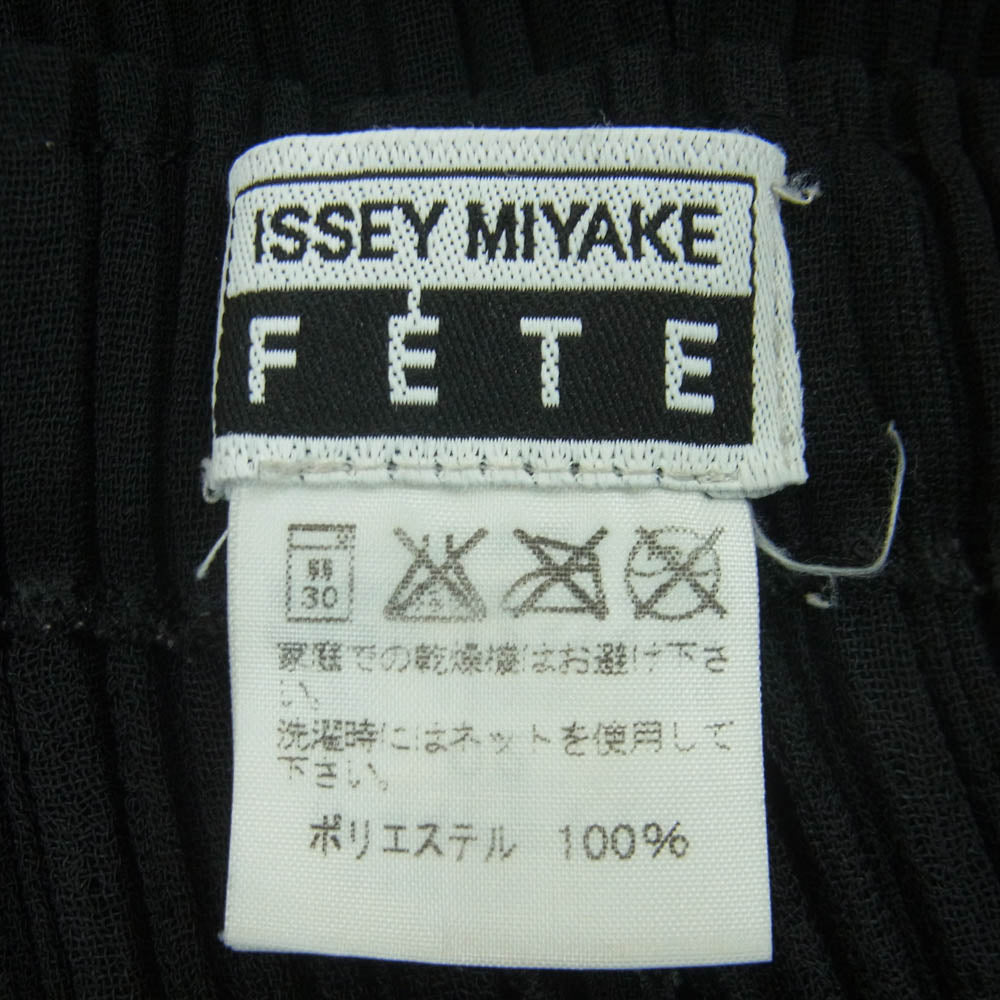 ISSEY MIYAKE
FÊTE
弱
30
家庭での乾燥機はお避け下さ
い。
洗濯時にはネットを使用して
下さい。
ポリエステル 100%